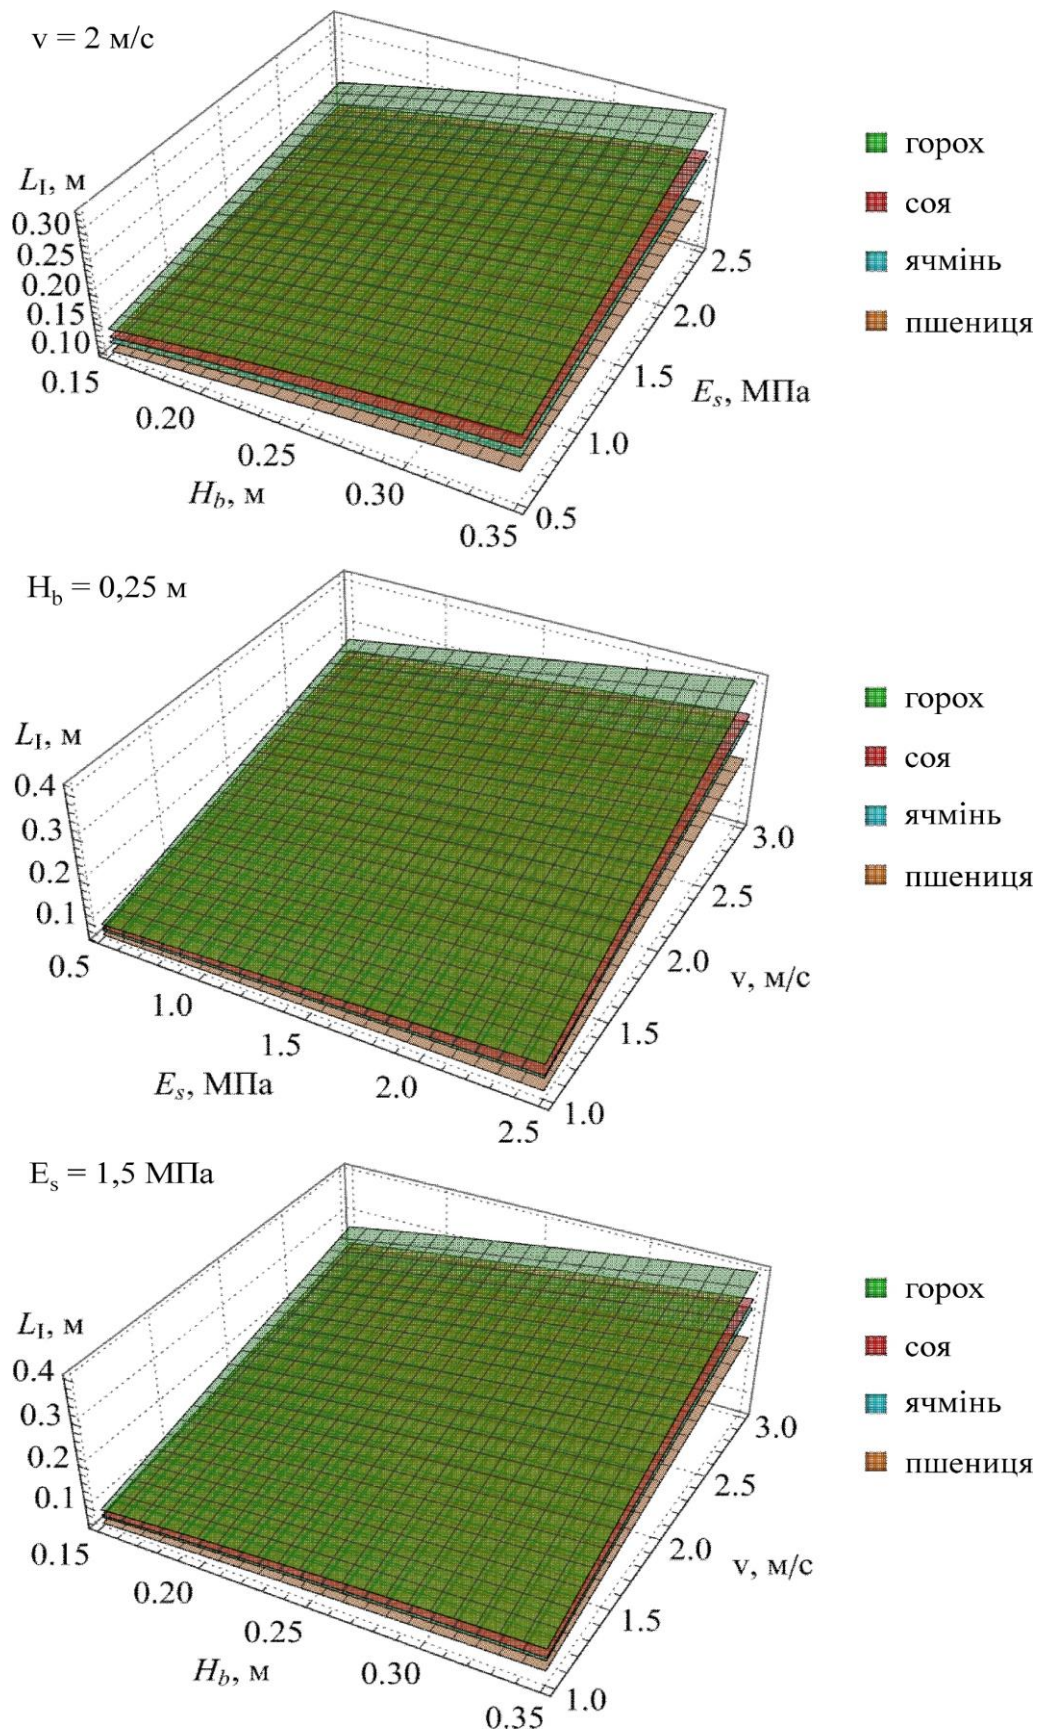 v = 2 м/с
L_I, м
0.30
0.25
0.20
0.15
0.10
0.15
0.20
0.25
0.30
0.35
H_b, м
0.5
1.0
1.5
2.0
2.5
E_s, МПа
горох
соя
ячмінь
пшениця
H_b = 0,25 м
L_I, м
0.4
0.3
0.2
0.1
0.5
1.0
1.5
2.0
2.5
E_s, МПа
1.0
1.5
2.0
2.5
3.0
v, м/с
горох
соя
ячмінь
пшениця
E_s = 1,5 МПа
L_I, м
0.4
0.3
0.2
0.1
0.15
0.20
0.25
0.30
0.35
H_b, м
1.0
1.5
2.0
2.5
3.0
v, м/с
горох
соя
ячмінь
пшениця